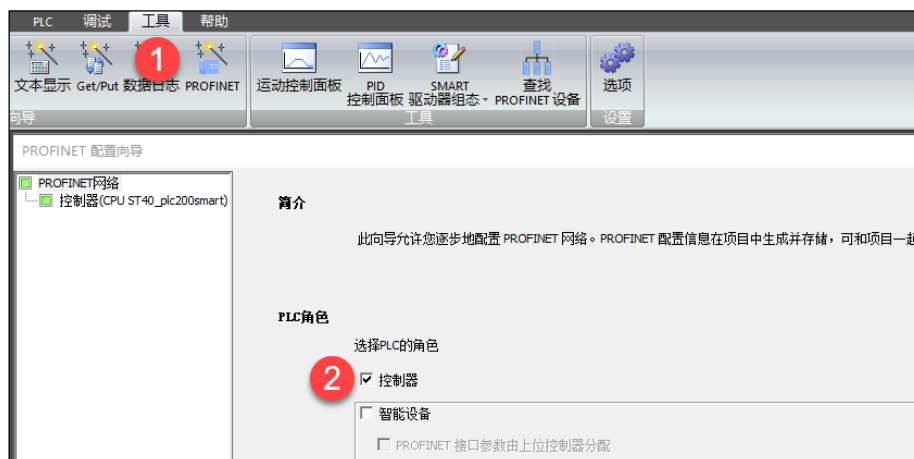 PLC 调试 工具 帮助
文本显示 Get/Put 数据日志 PROFINET 运动控制面板 PID 控制面板 SMART 驱动器组态 查找 PROFINET 设备 选项
向导 工具 设置
1
PROFINET 配置向导
PROFINET网络
控制器(CPU ST40_plc200smart)
简介
此向导允许您逐步地配置 PROFINET 网络。PROFINET 配置信息在项目中生成并存储，可和项目一起
PLC角色
选择PLC的角色
2 控制器
智能设备
PROFINET 接口参数由上位控制器分配